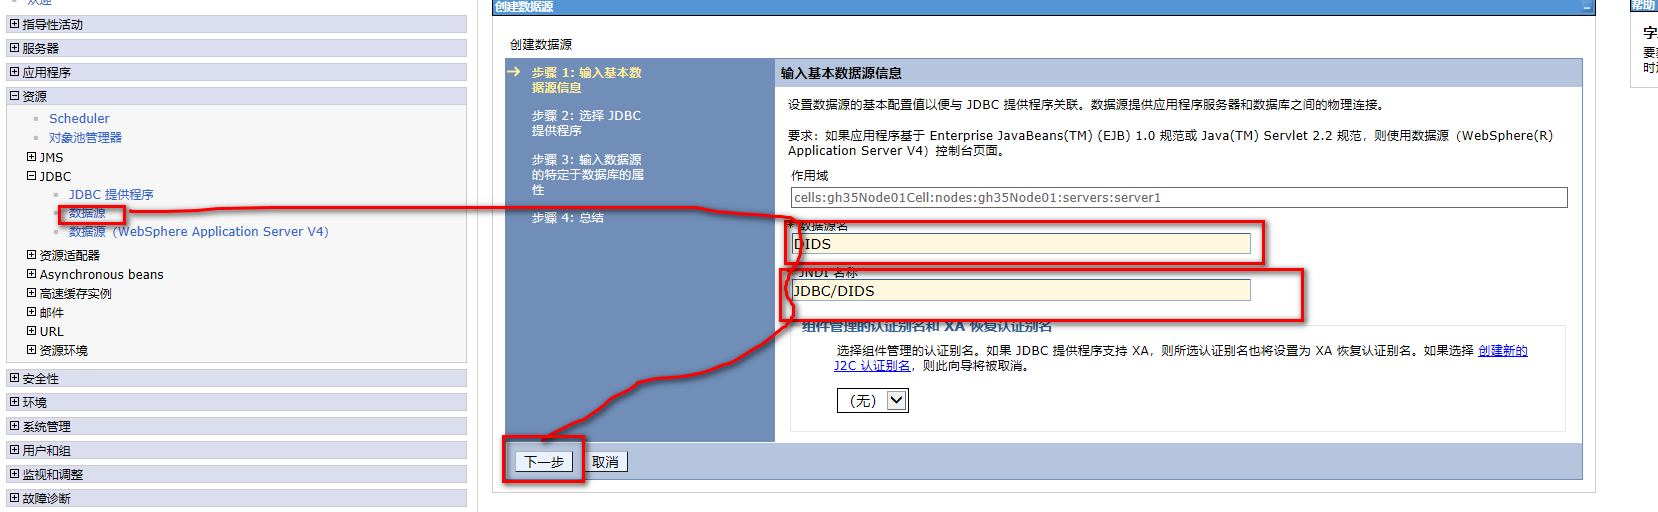 欢迎
指导性活动
服务器
应用程序
资源
Scheduler
对象池管理器
JMS
JDBC
JDBC 提供程序
数据源
数据源（WebSphere Application Server V4）
资源适配器
Asynchronous beans
高速缓存实例
邮件
URL
资源环境
安全性
环境
系统管理
用户和组
监视和调整
故障诊断
创建数据源
创建数据源
步骤 1: 输入基本数
据源信息
步骤 2: 选择 JDBC
提供程序
步骤 3: 输入数据源
的特定于数据库的属
性
步骤 4: 总结
输入基本数据源信息
设置数据源的基本配置值以便与 JDBC 提供程序关联。数据源提供应用程序服务器和数据库之间的物理连接。
要求：如果应用程序基于 Enterprise JavaBeans(TM) (EJB) 1.0 规范或 Java(TM) Servlet 2.2 规范，则使用数据源（WebSphere(R)
Application Server V4）控制台页面。
作用域
cells:gh35Node01Cell:nodes:gh35Node01:servers:server1
* 数据源名
DIDS
JNDI 名称
JDBC/DIDS
组件管理的认证别名和 XA 恢复认证别名
选择组件管理的认证别名。如果 JDBC 提供程序支持 XA，则所选认证别名也将设置为 XA 恢复认证别名。如果选择 创建新的
J2C 认证别名，则此向导将被取消。
（无）
下一步
取消
帮助